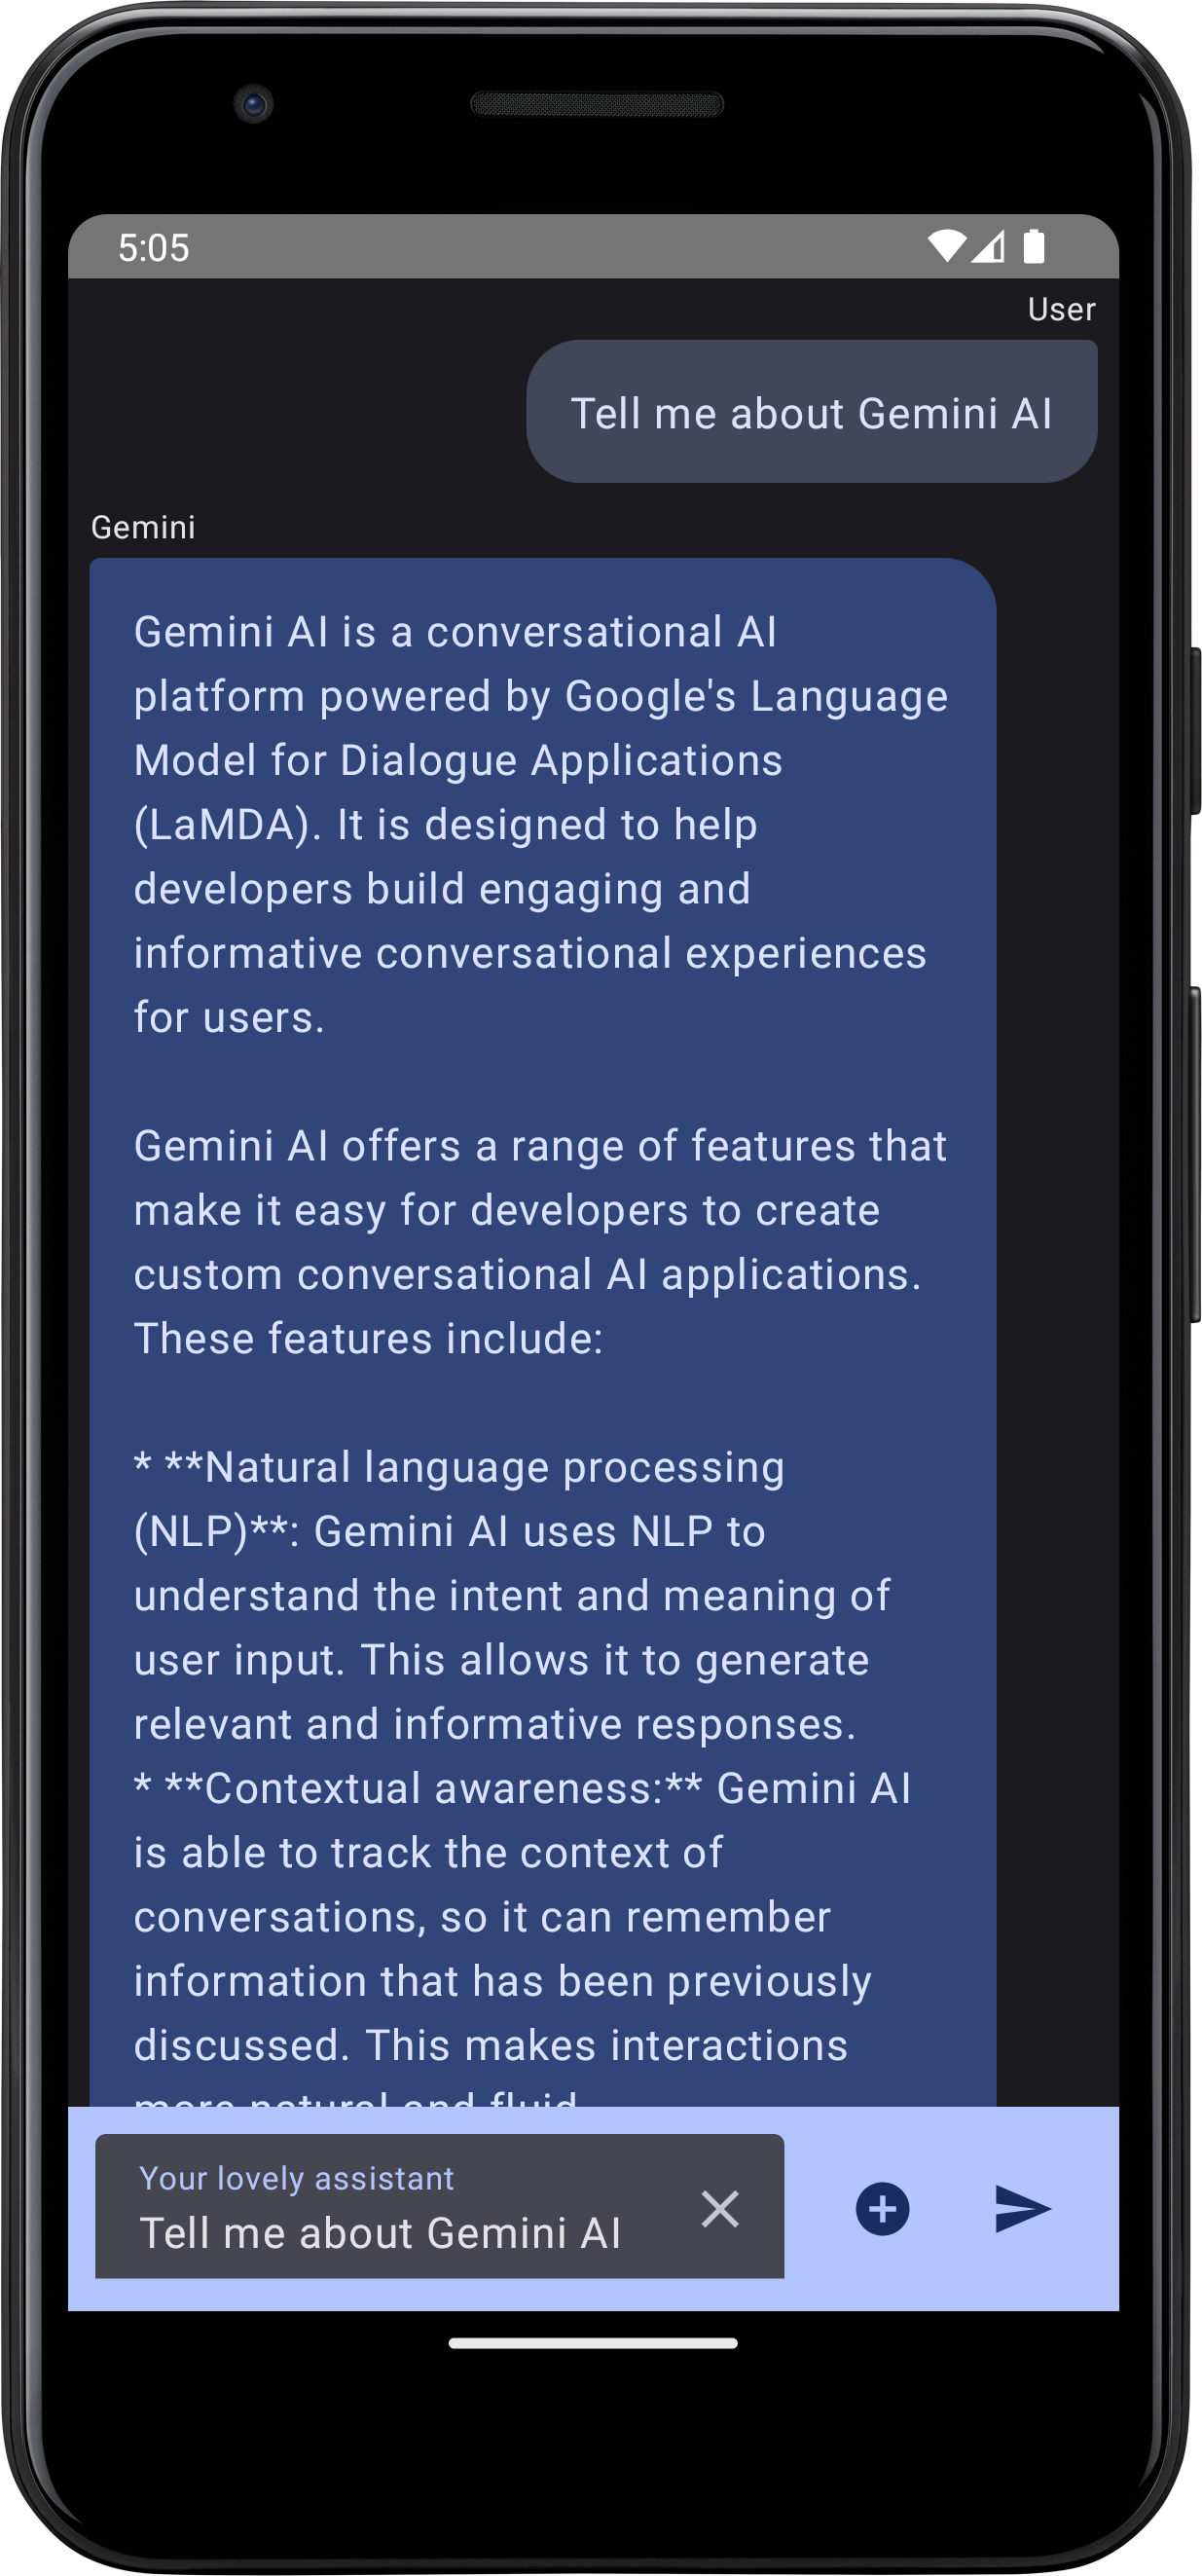 5:05
User
Tell me about Gemini AI
Gemini
Gemini AI is a conversational AI
platform powered by Google's Language
Model for Dialogue Applications
(LaMDA). It is designed to help
developers build engaging and
informative conversational experiences
for users.
Gemini AI offers a range of features that
make it easy for developers to create
custom conversational AI applications.
These features include:
* **Natural language processing
(NLP)**: Gemini AI uses NLP to
understand the intent and meaning of
user input. This allows it to generate
relevant and informative responses.
* **Contextual awareness:** Gemini AI
is able to track the context of
conversations, so it can remember
information that has been previously
discussed. This makes interactions
more natural and fluid
Your lovely assistant
Tell me about Gemini AI